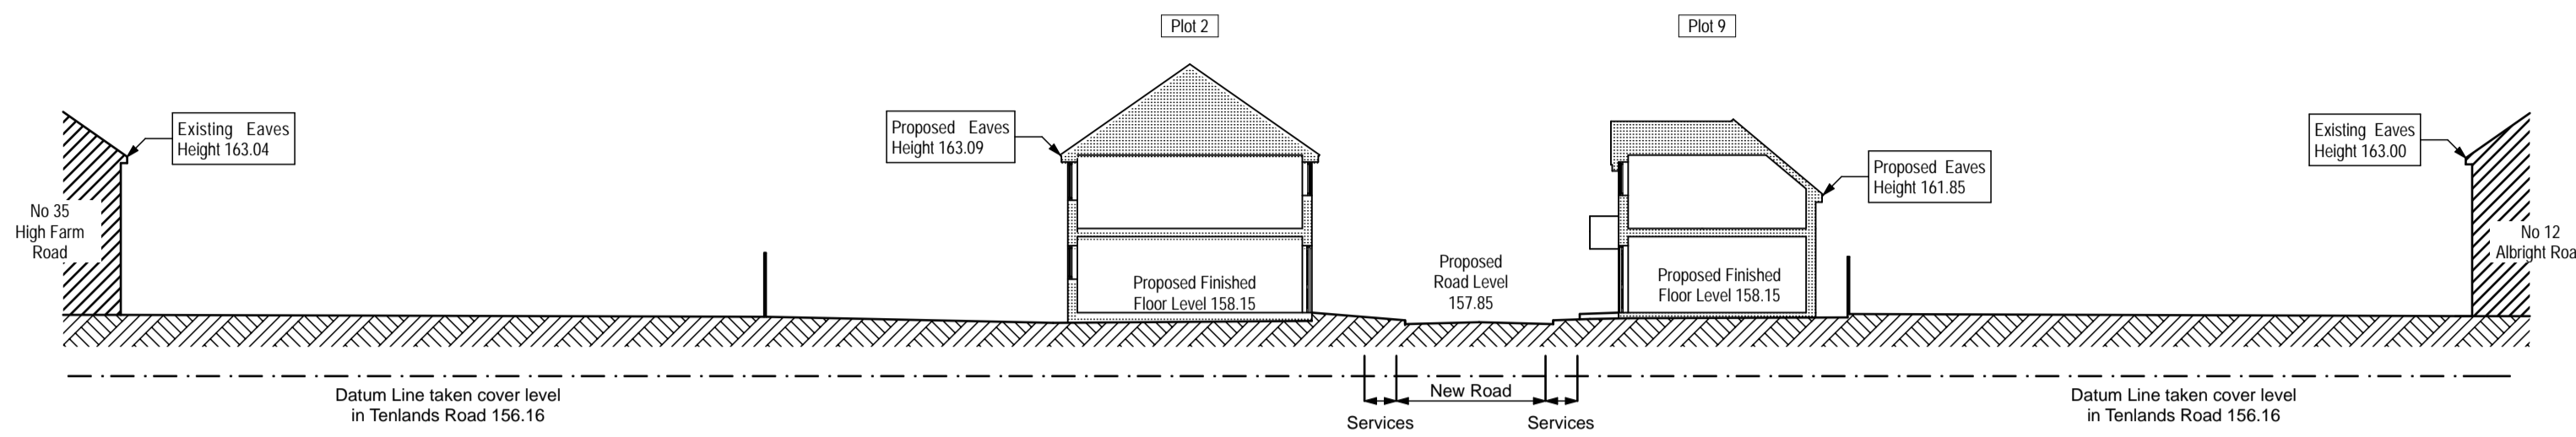 Plot 2
Plot 9
Existing Eaves
Height 163.04
Proposed Eaves
Height 163.09
Proposed Eaves
Height 161.85
Existing Eaves
Height 163.00
No 35
High Farm
Road
Proposed Finished
Floor Level 158.15
Proposed
Road Level
157.85
Proposed Finished
Floor Level 158.15
No 12
Albright Roa
Datum Line taken cover level
in Tenlands Road 156.16
Services
New Road
Services
Datum Line taken cover level
in Tenlands Road 156.16